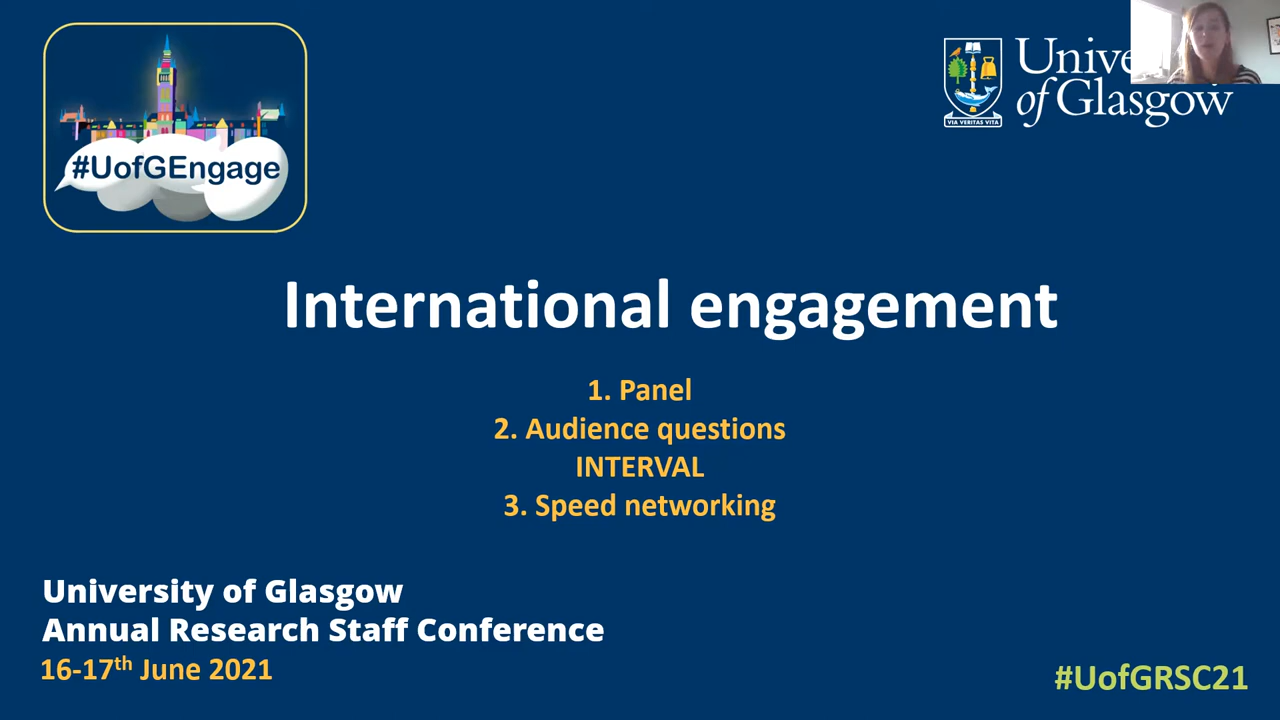 #UofGEngage
Unive
of Glasgow
VIA VERITAS VITA
International engagement
1. Panel
2. Audience questions
INTERVAL
3. Speed networking
University of Glasgow
Annual Research Staff Conference
16-17th June 2021
#UofGRSC21